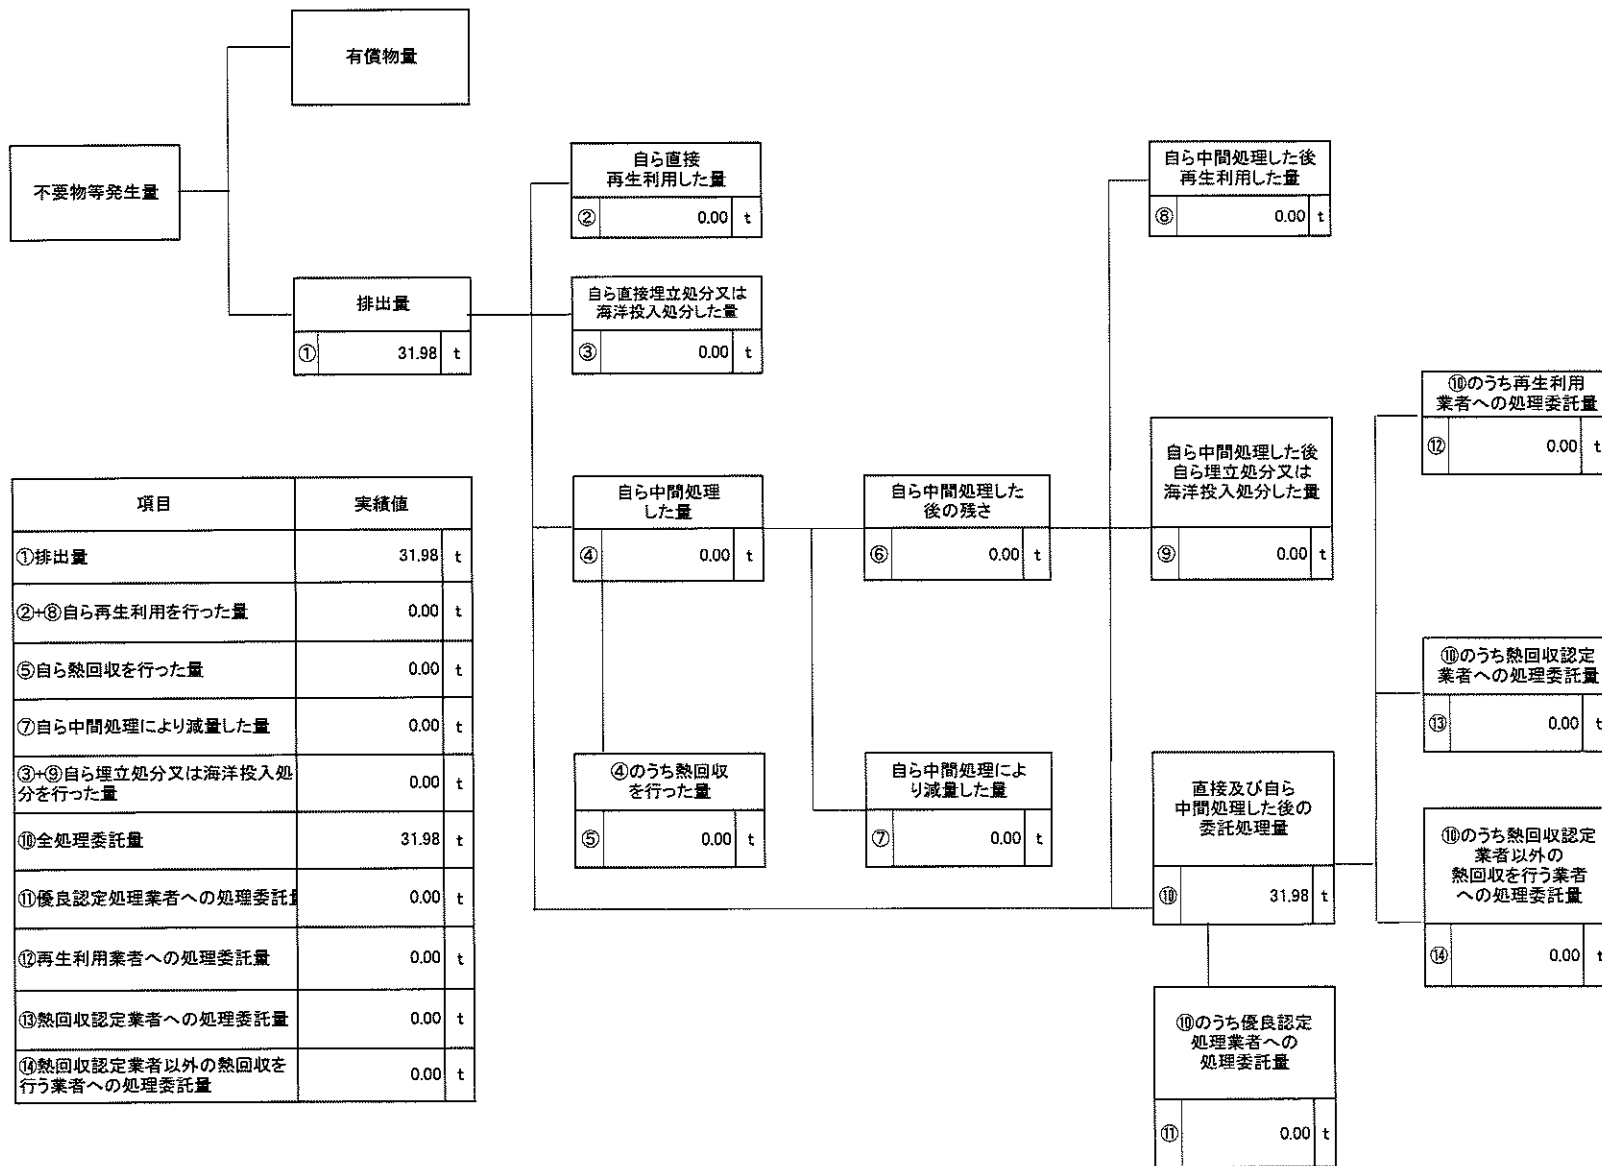 有償物量
不要物等発生量
排出量
① 31.98 t
自ら直接
再生利用した量
② 0.00 t
自ら直接埋立処分又は
海洋投入処分した量
③ 0.00 t
自ら中間処理
した量
④ 0.00 t
④のうち熱回収
を行った量
⑤ 0.00 t
自ら中間処理した
後の残さ
⑥ 0.00 t
自ら中間処理によ
り減量した量
⑦ 0.00 t
自ら中間処理した後
再生利用した量
⑧ 0.00 t
自ら中間処理した後
自ら埋立処分又は
海洋投入処分した量
⑨ 0.00 t
直接及び自ら
中間処理した後の
委託処理量
⑩ 31.98 t
⑩のうち優良認定
処理業者への
処理委託量
⑪ 0.00 t
⑩のうち再生利用
業者への処理委託量
⑫ 0.00 t
⑩のうち熱回収認定
業者への処理委託量
⑬ 0.00 t
⑩のうち熱回収認定
業者以外の
熱回収を行う業者
への処理委託量
⑭ 0.00 t
項目 実績値
①排出量 31.98 t
②+⑧自ら再生利用を行った量 0.00 t
⑤自ら熱回収を行った量 0.00 t
⑦自ら中間処理により減量した量 0.00 t
③+⑨自ら埋立処分又は海洋投入処
分を行った量 0.00 t
⑩全処理委託量 31.98 t
⑪優良認定処理業者への処理委託 0.00 t
⑫再生利用業者への処理委託量 0.00 t
⑬熱回収認定業者への処理委託量 0.00 t
⑭熱回収認定業者以外の熱回収を
行う業者への処理委託量 0.00 t